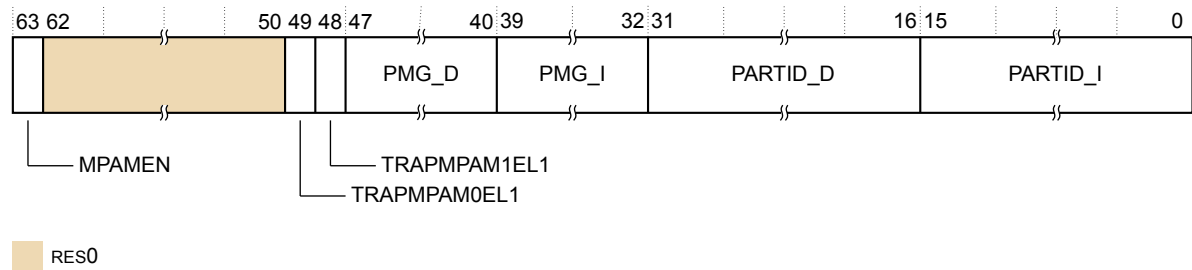 63 62 50 49 48 47 40 39 32 31 16 15 0
PMG_D PMG_I PARTID_D PARTID_I
MPAMEN TRAPMPAM1EL1
TRAPMPAM0EL1
RES0